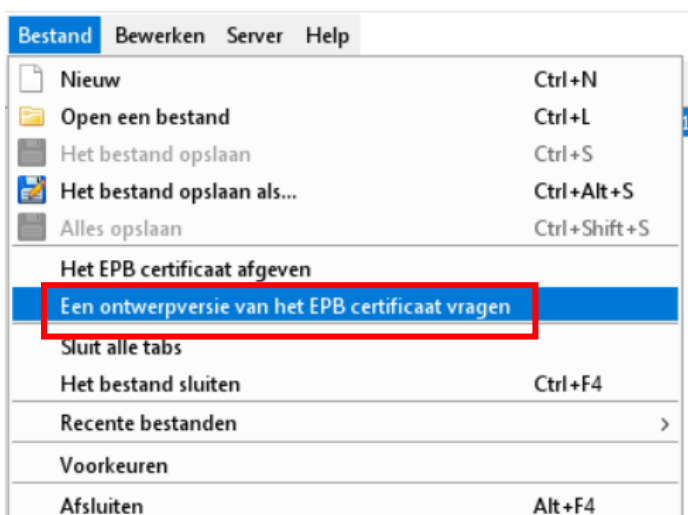 Bestand Bewerken Server Help
Nieuw Ctrl+N
Open een bestand Ctrl+L
Het bestand opslaan Ctrl+S
Het bestand opslaan als... Ctrl+Alt+S
Alles opslaan Ctrl+Shift+S
Het EPB certificaat afgeven
Een ontwerpversie van het EPB certificaat vragen
Sluit alle tabs
Het bestand sluiten Ctrl+F4
Recente bestanden >
Voorkeuren
Afsluiten Alt+F4